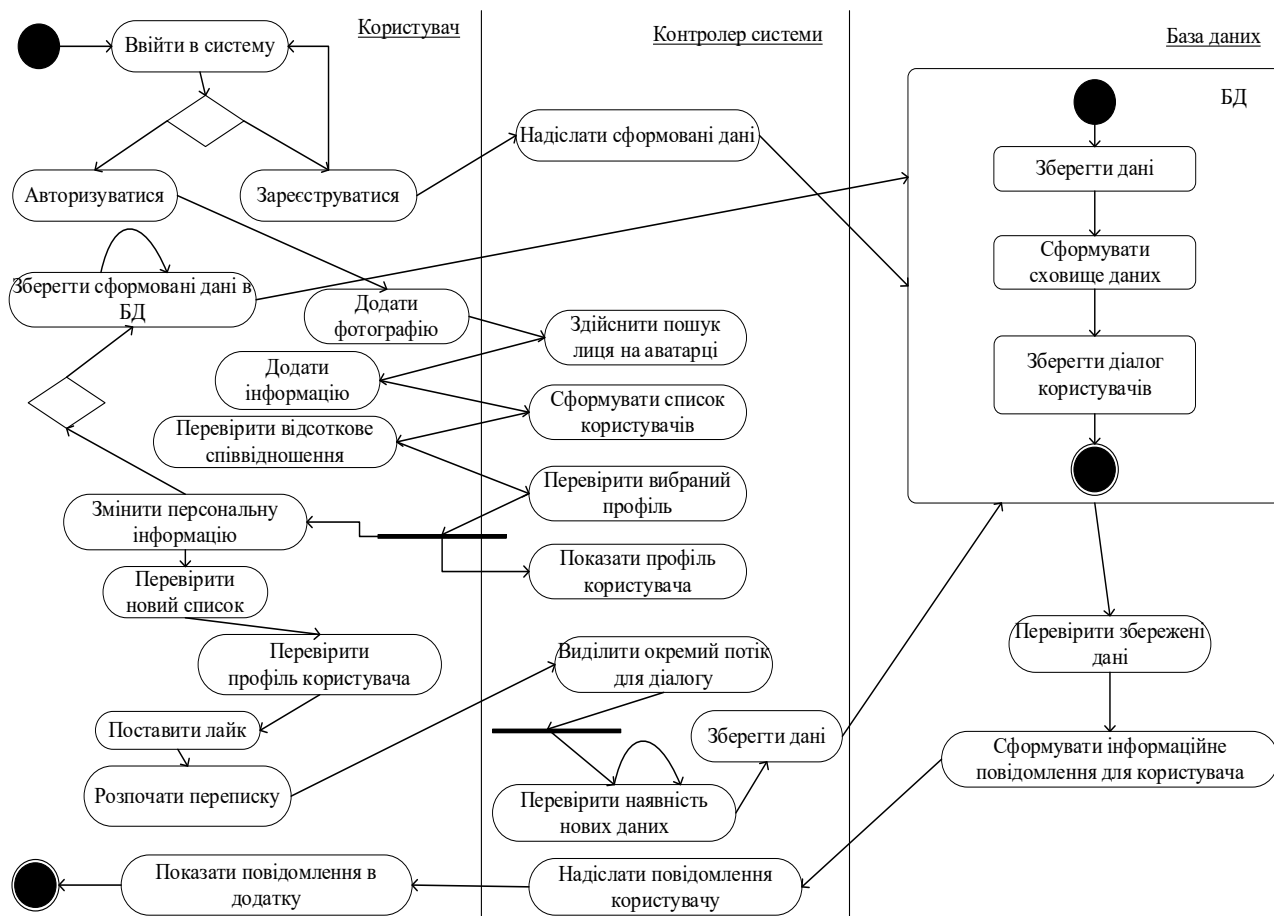 Користувач
Контролер системи
База даних
Ввійти в систему
БД
Надіслати сформовані дані
Авторизуватися
Зареєструватися
Зберегти дані
Зберегти сформовані дані в
БД
Сформувати
сховище даних
Додати
фотографію
Здійснити пошук
лиця на аватарці
Додати
інформацію
Зберегти діалог
користувачів
Сформувати список
користувачів
Перевірити відсоткове
співвідношення
Перевірити вибраний
профіль
Змінити персональну
інформацію
Показати профіль
користувача
Перевірити
новий список
Перевірити
профіль користувача
Виділити окремий потік
для діалогу
Перевірити збережені
дані
Поставити лайк
Зберегти дані
Сформувати інформаційне
повідомлення для користувача
Розпочати переписку
Перевірити наявність
нових даних
Показати повідомлення в
додатку
Надіслати повідомлення
користувачу